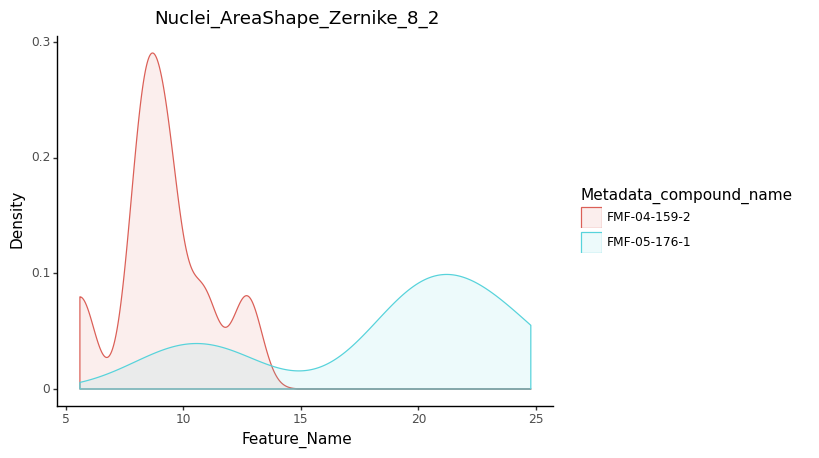 Nuclei_AreaShape_Zernike_8_2
0.3
0.2
0.1
0
Density
5
10
15
20
25
Feature_Name
Metadata_compound_name
FMF-04-159-2
FMF-05-176-1